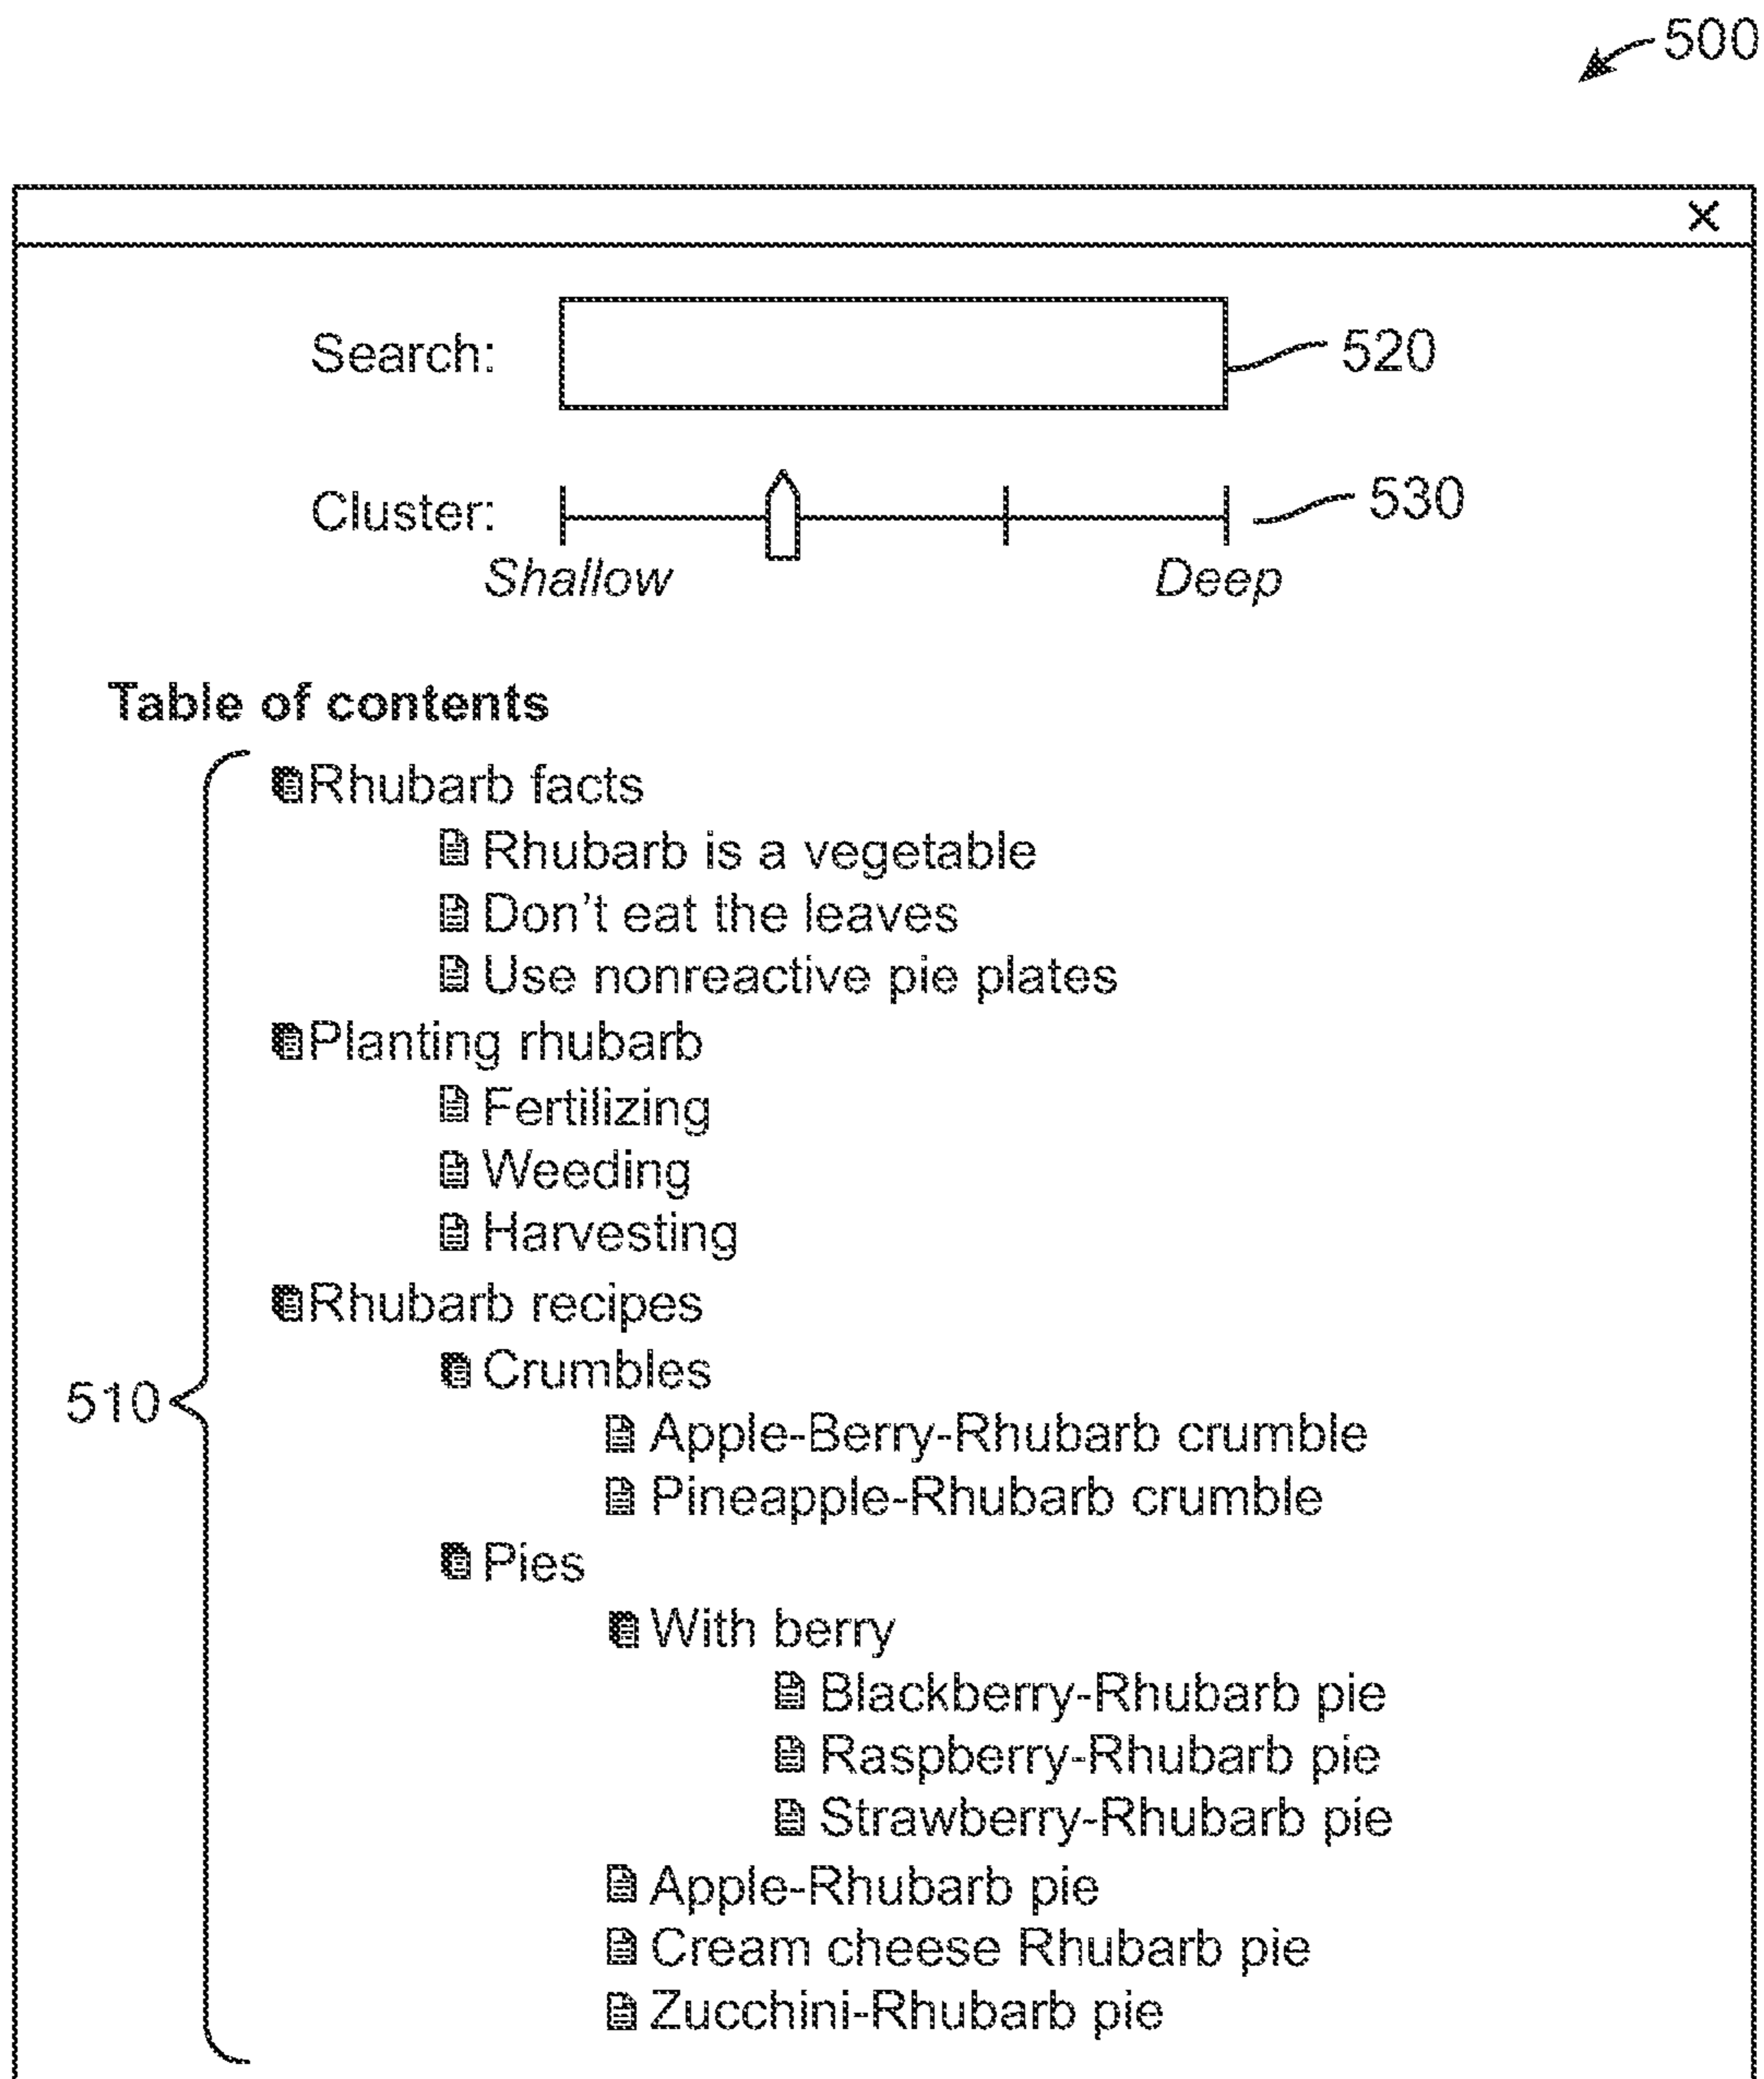 500
×
Search:
520
Cluster:
530
Shallow Deep
Table of contents
Rhubarb facts
Rhubarb is a vegetable
Don't eat the leaves
Use nonreactive pie plates
Planting rhubarb
Fertilizing
Weeding
Harvesting
Rhubarb recipes
Crumbles
510
Apple-Berry-Rhubarb crumble
Pineapple-Rhubarb crumble
Pies
With berry
Blackberry-Rhubarb pie
Raspberry-Rhubarb pie
Strawberry-Rhubarb pie
Apple-Rhubarb pie
Cream cheese Rhubarb pie
Zucchini-Rhubarb pie